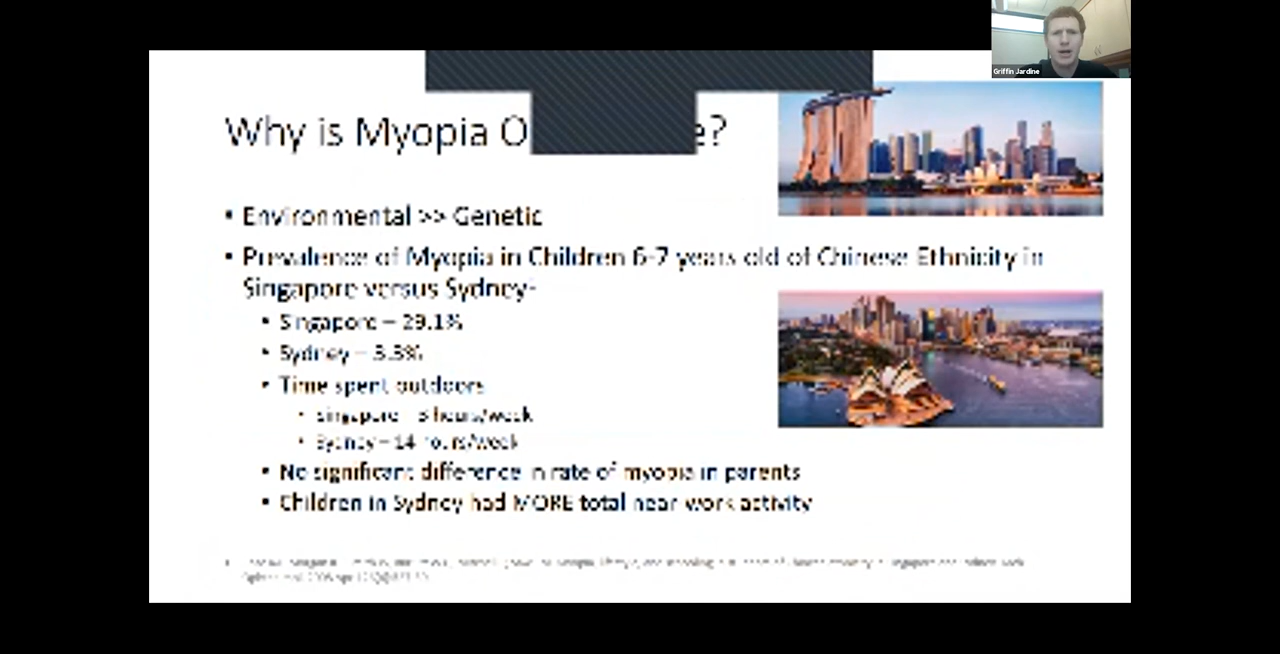 Griffin Jardine
Why is Myopia O e?
• Environmental >> Genetic
• Prevalence of Myopia in Children 6-7 years old of Chinese Ethnicity in
Singapore versus Sydney
• Singapore – 29.1%
• Sydney – 3.3%
• Time spent outdoors
• Singapore – 3 hours/week
• Sydney – 14 hours/week
• No significant difference in rate of myopia in parents
• Children in Sydney had MORE total near-work activity